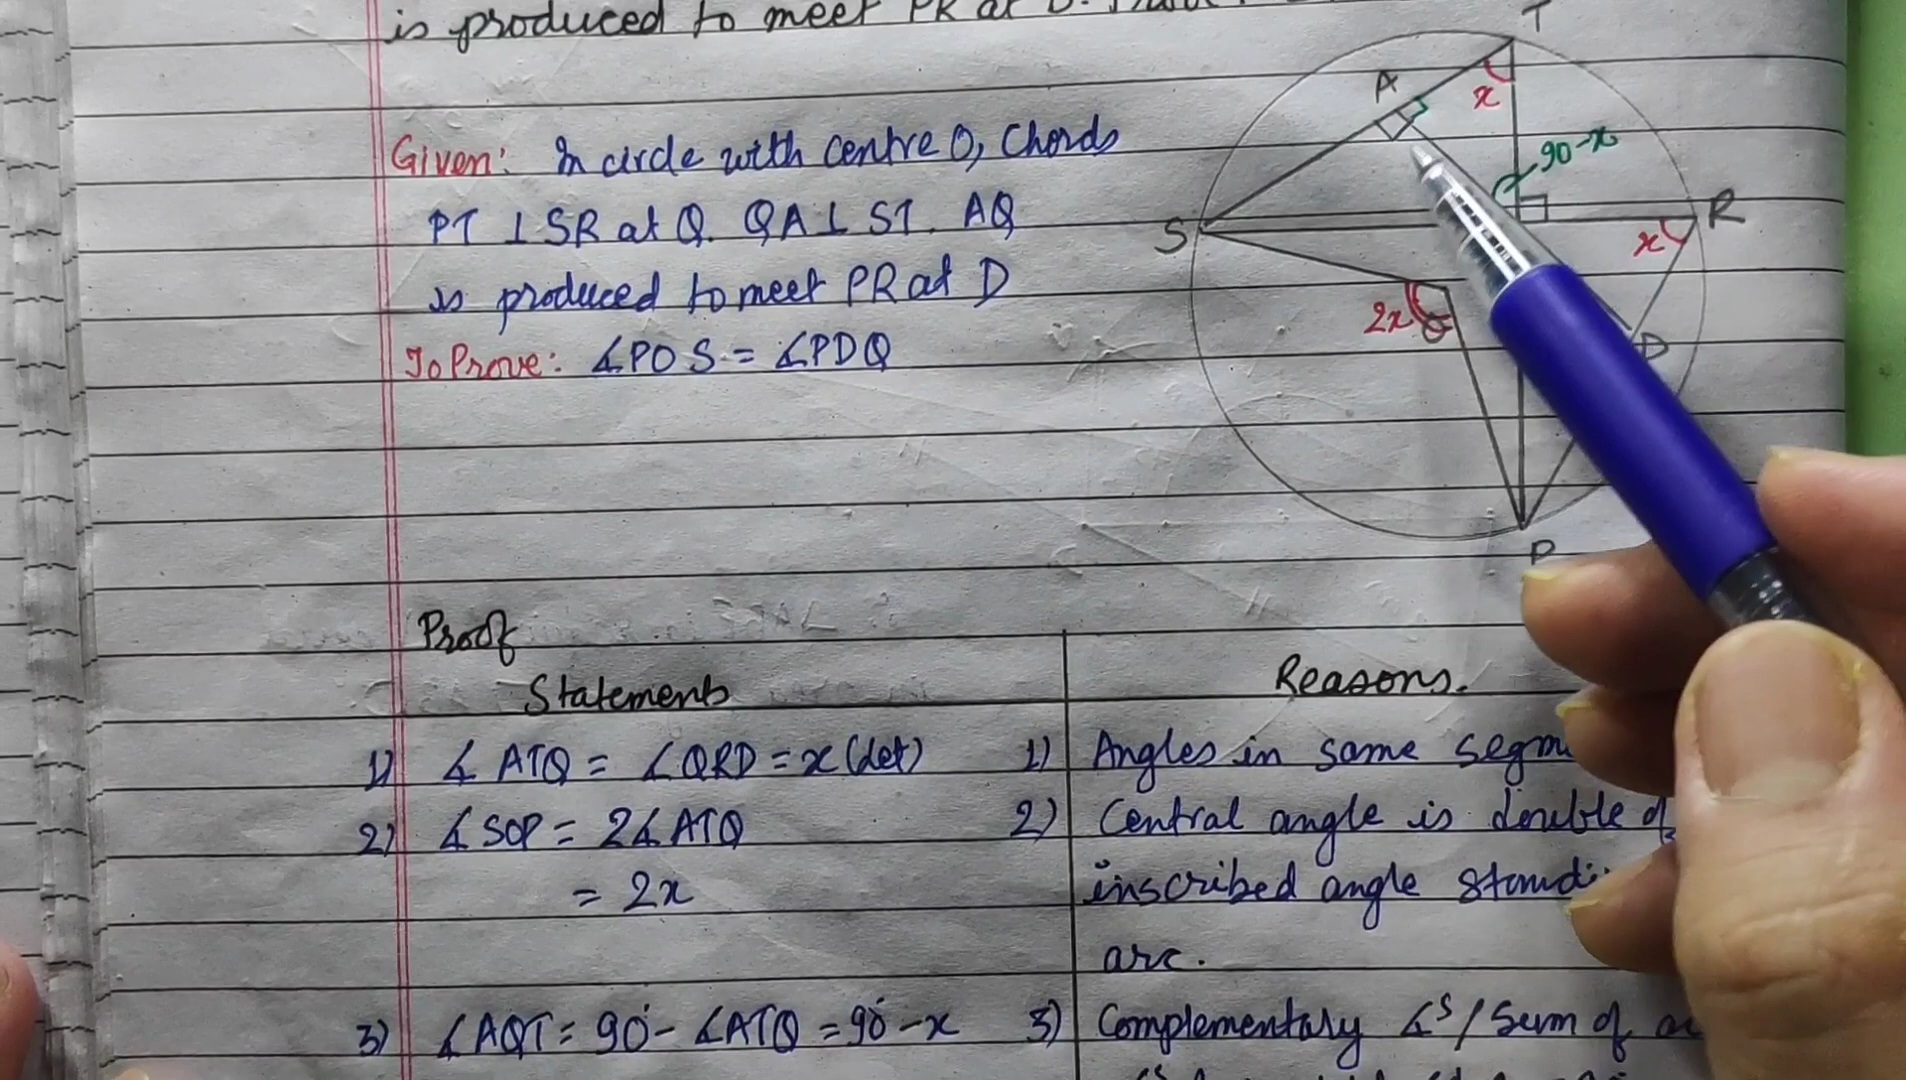 is produced to meet PR at D.
T
A
x
Given: In circle with centre O, Chords
90-x
PT ⊥ SR at Q. QA ⊥ ST. AQ
S
R
x
is produced to meet PR at D
2x
O
D
To Prove: ∡POS = ∡PDQ
P
Proof
Statements
Reasons.
1) ∡ATQ = ∡QRD = x (let)
1) Angles in same segm
2) ∡SOP = 2∡ATQ
2) Central angle is double of
= 2x
inscribed angle standi
arc.
3) ∡AQT = 90° - ∡ATQ = 90° - x
3) Complementary ∡s / Sum of